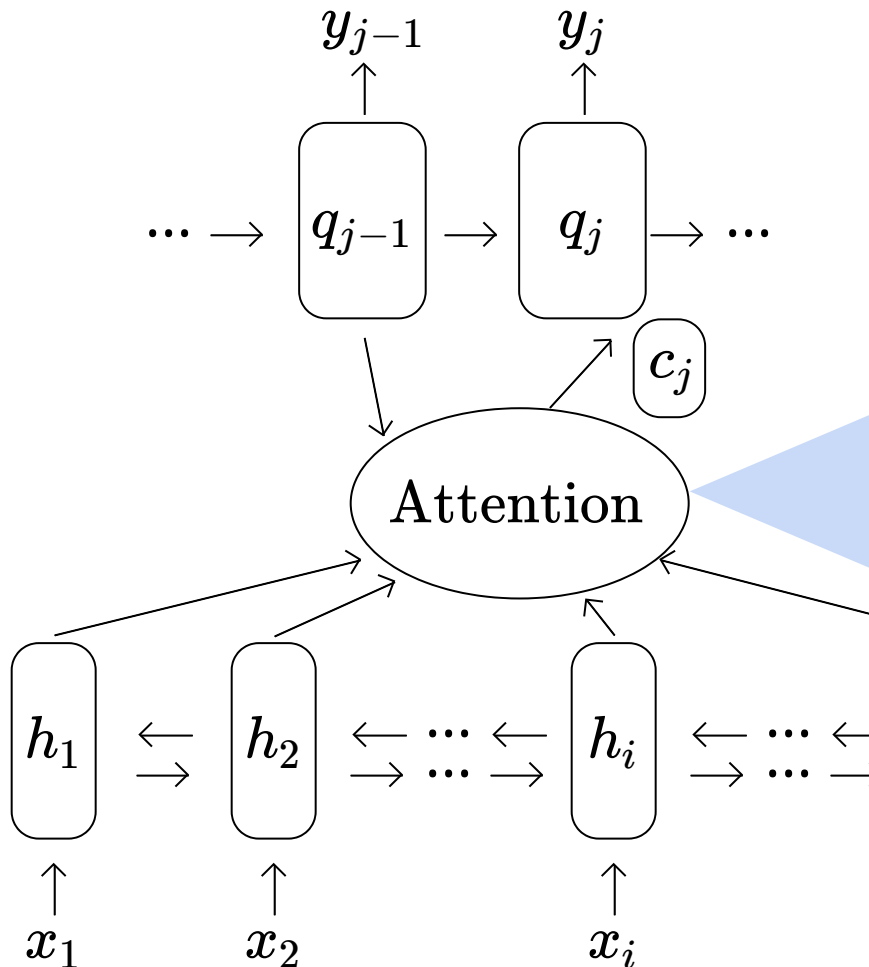 y_{j-1} y_j
... q_{j-1} q_j ...
c_j
Attention
h_1 h_2 ... h_i ...
... ...
x_1 x_2 x_i